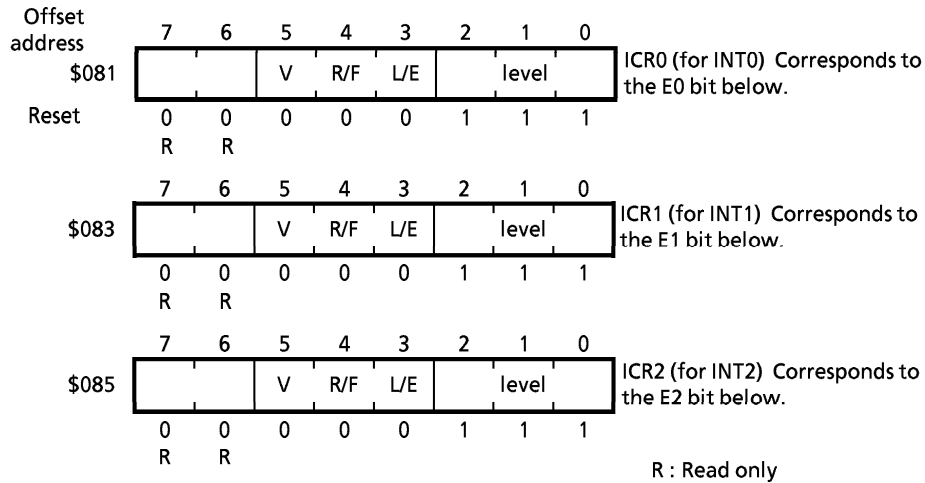 Offset
address
7 6 5 4 3 2 1 0
$081 V R/F L/E level ICR0 (for INT0) Corresponds to
the E0 bit below.
Reset 0 0 0 0 0 1 1 1
R R
7 6 5 4 3 2 1 0
$083 V R/F L/E level ICR1 (for INT1) Corresponds to
the E1 bit below.
0 0 0 0 0 1 1 1
R R
7 6 5 4 3 2 1 0
$085 V R/F L/E level ICR2 (for INT2) Corresponds to
the E2 bit below.
0 0 0 0 0 1 1 1
R R
R : Read only